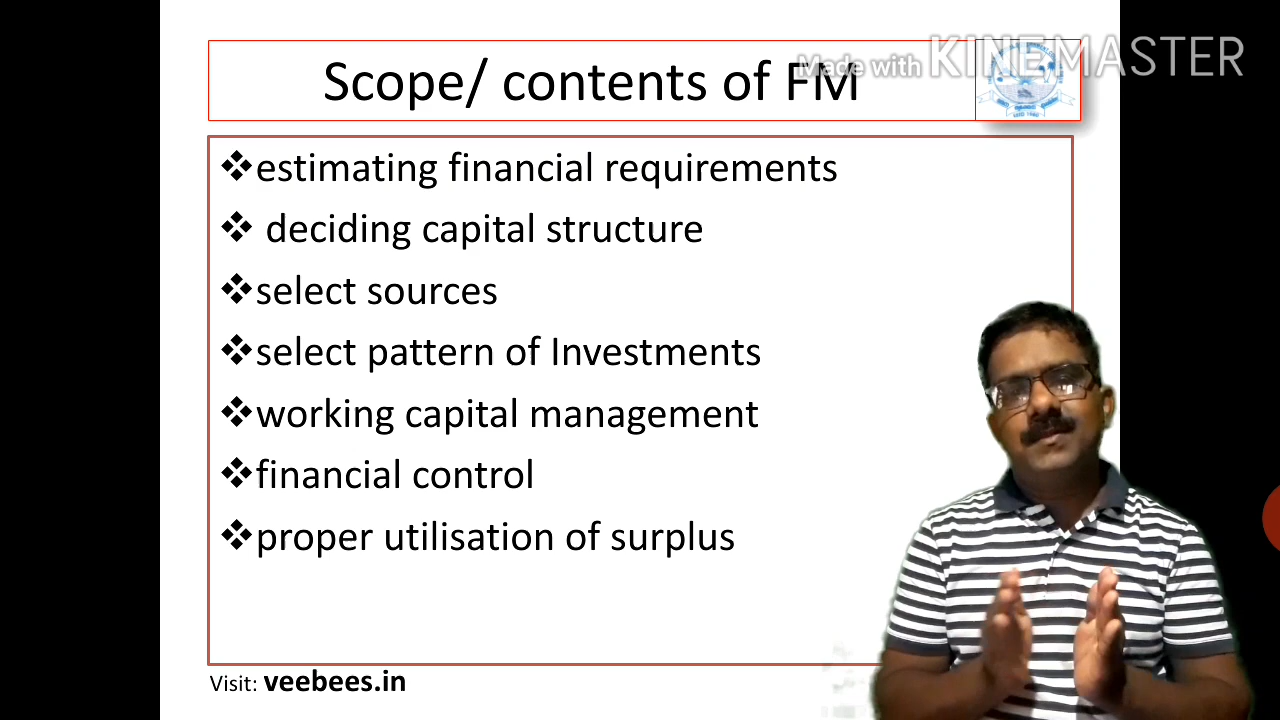 Scope/ contents of FM
Made with KINEMASTER
❖estimating financial requirements
❖ deciding capital structure
❖select sources
❖select pattern of Investments
❖working capital management
❖financial control
❖proper utilisation of surplus
Visit: veebees.in